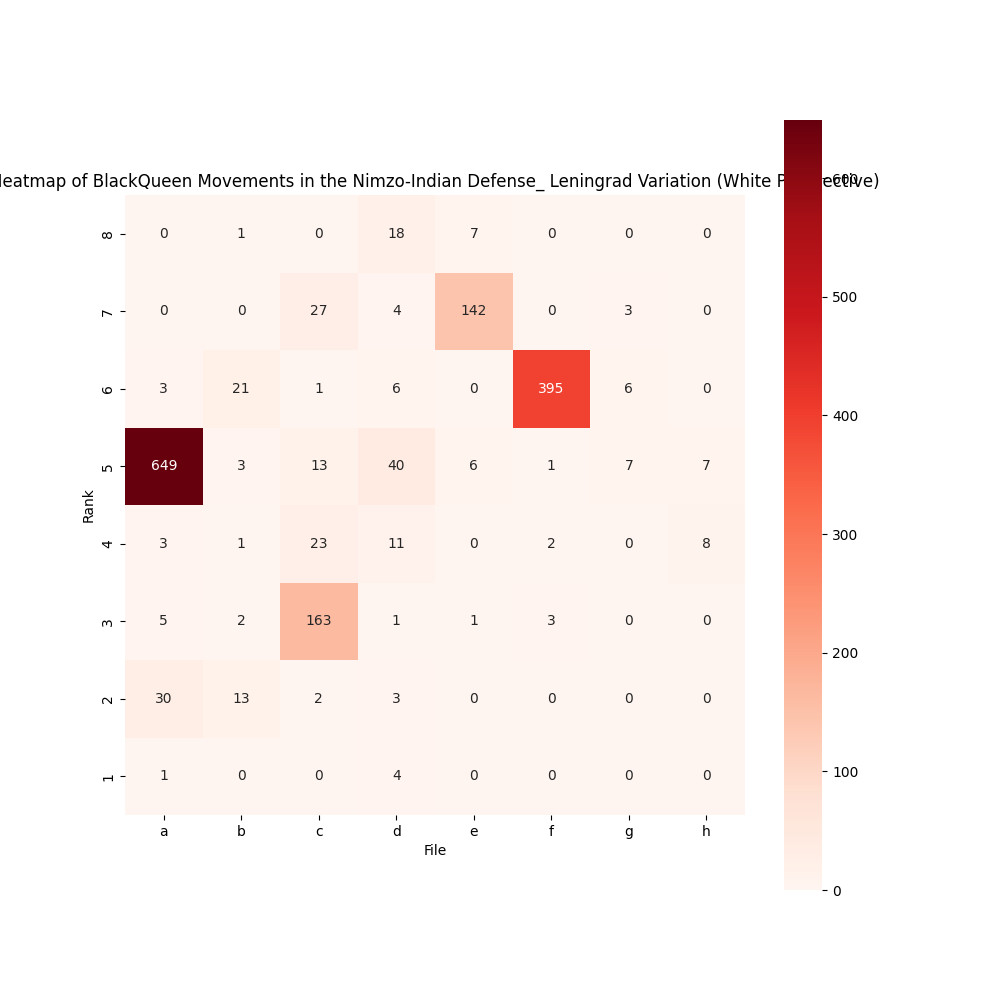 eatmap of BlackQueen Movements in the Nimzo-Indian Defense_ Leningrad Variation (White Perspective)
600
8 0 1 0 18 7 0 0 0
500
7 0 0 27 4 142 0 3 0
6 3 21 1 6 0 395 6 0
400
5 649 3 13 40 6 1 7 7
Rank
4 3 1 23 11 0 2 0 8
300
3 5 2 163 1 1 3 0 0
200
2 30 13 2 3 0 0 0 0
1 1 0 0 4 0 0 0 0
100
a b c d e f g h
File
0